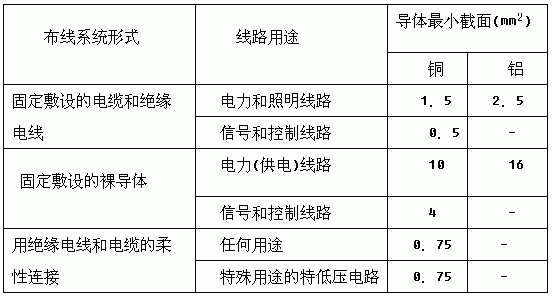 布线系统形式 线路用途 导体最小截面(mm²)
铜 铝
固定敷设的电缆和绝缘电线 电力和照明线路 1.5 2.5
信号和控制线路 0.5 -
固定敷设的裸导体 电力(供电)线路 10 16
信号和控制线路 4 -
用绝缘电线和电缆的柔性连接 任何用途 0.75 -
特殊用途的特低压电路 0.75 -